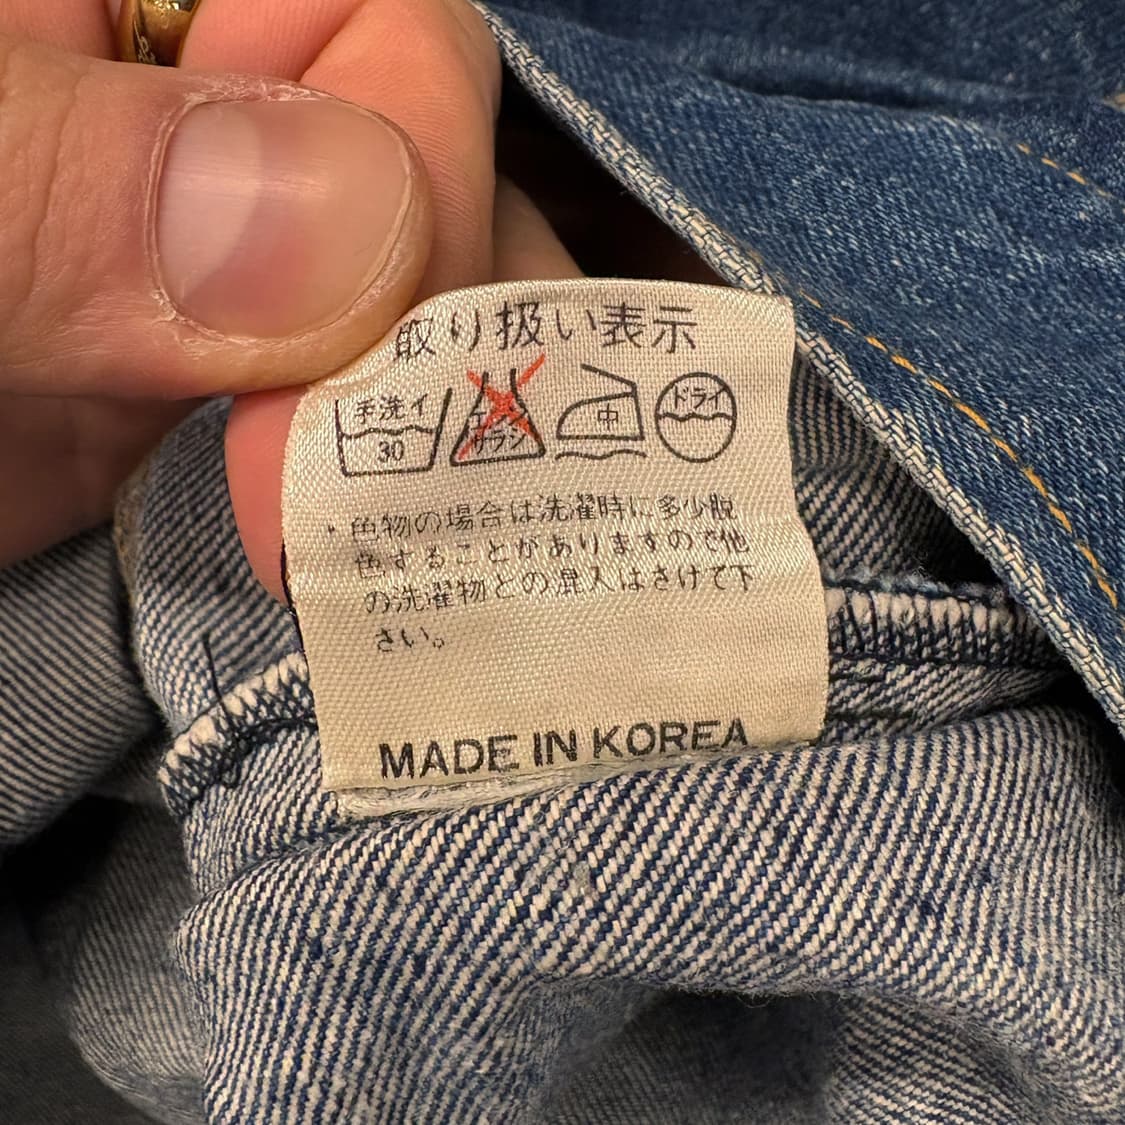 取り扱い表示
手洗イ
30
エンソ
サラシ
中
ドライ
・色物の場合は洗濯時に多少脱
色することがありますので他
の洗濯物との混入はさけて下
さい。
MADE IN KOREA